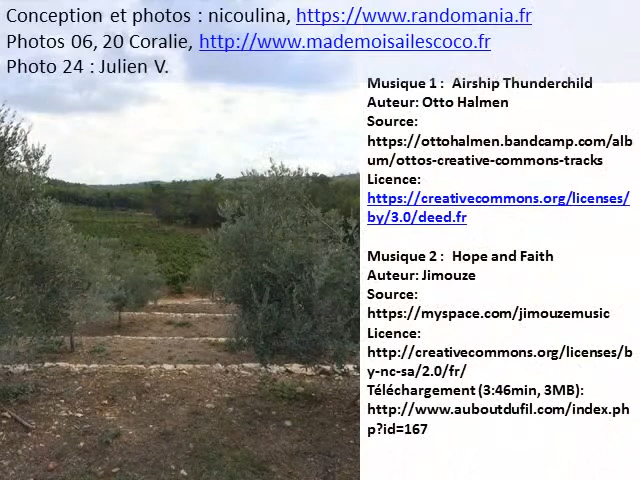 Conception et photos : nicoulina, https://www.randomania.fr
Photos 06, 20 Coralie, http://www.mademoisailescoco.fr
Photo 24 : Julien V.
Musique 1 :  Airship Thunderchild
Auteur: Otto Halmen
Source:
https://ottohalmen.bandcamp.com/alb
um/ottos-creative-commons-tracks
Licence:
https://creativecommons.org/licenses/
by/3.0/deed.fr
Musique 2 :  Hope and Faith
Auteur: Jimouze
Source:
https://myspace.com/jimouzemusic
Licence:
http://creativecommons.org/licenses/b
y-nc-sa/2.0/fr/
Téléchargement (3:46min, 3MB):
http://www.auboutdufil.com/index.ph
p?id=167